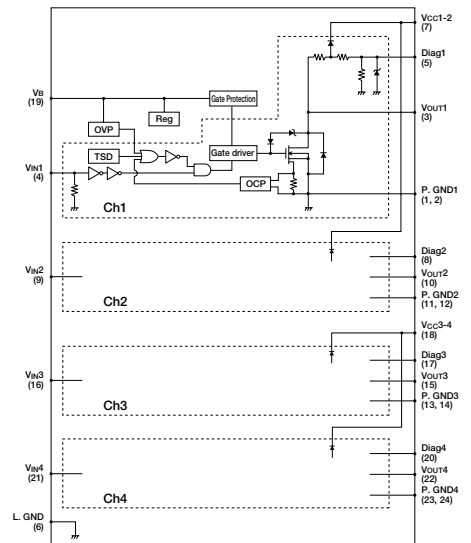 VCC1-2
(7)
Diag1
(5)
VB
(19)
Gate Protection
Reg
OVP
VOUT1
(3)
TSD
Gate driver
VIN1
(4)
OCP
P. GND1
(1, 2)
Ch1
Diag2
(8)
VIN2
(9)
VOUT2
(10)
P. GND2
(11, 12)
Ch2
VCC3-4
(18)
Diag3
(17)
VIN3
(16)
VOUT3
(15)
P. GND3
(13, 14)
Ch3
Diag4
(20)
VIN4
(21)
VOUT4
(22)
P. GND4
(23, 24)
Ch4
L. GND
(6)